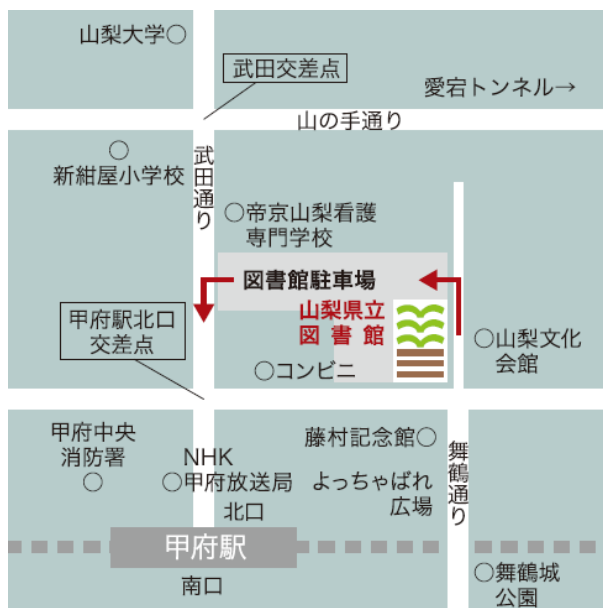 山梨大学
武田交差点
愛宕トンネル→
山の手通り
新紺屋小学校
武田通り
帝京山梨看護
専門学校
図書館駐車場
山梨県立
図書館
甲府駅北口
交差点
山梨文化
会館
コンビニ
甲府中央
消防署
NHK
甲府放送局
北口
藤村記念館
よっちゃばれ
広場
舞鶴通り
甲府駅
南口
舞鶴城
公園